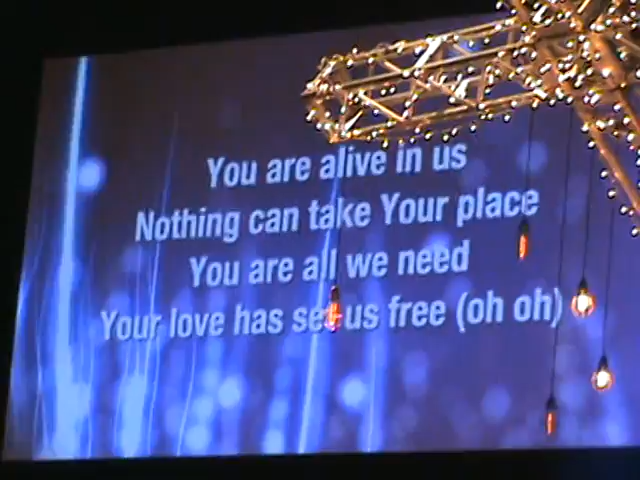 You are alive in us
Nothing can take Your place
You are all we need
Your love has set us free (oh oh)